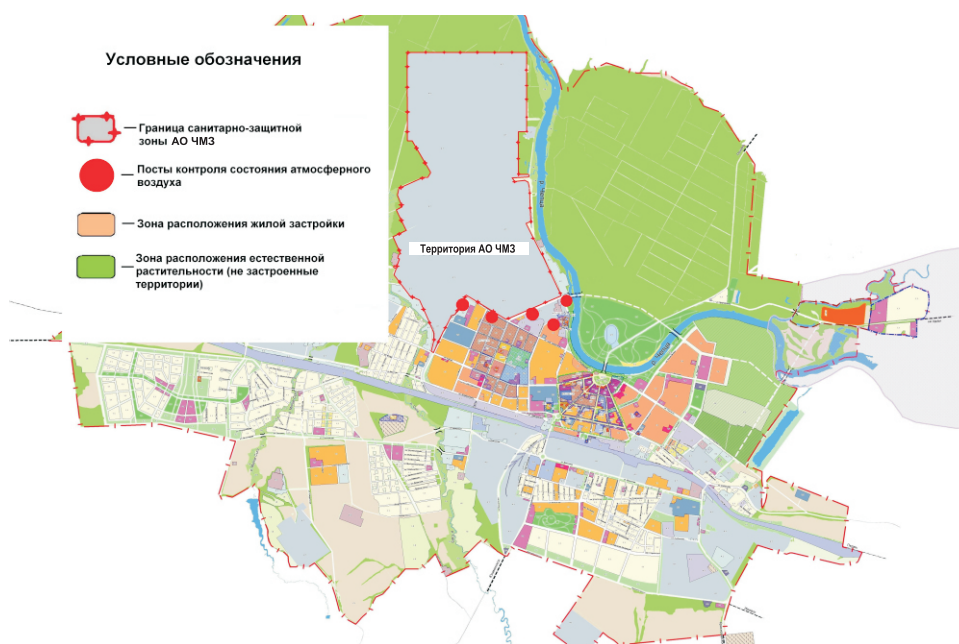 Условные обозначения
Граница санитарно-защитной
зоны АО ЧМЗ
Посты контроля состояния атмосферного
воздуха
Зона расположения жилой застройки
Зона расположения естественной
растительности (не застроенные
территории)
Территория АО ЧМЗ